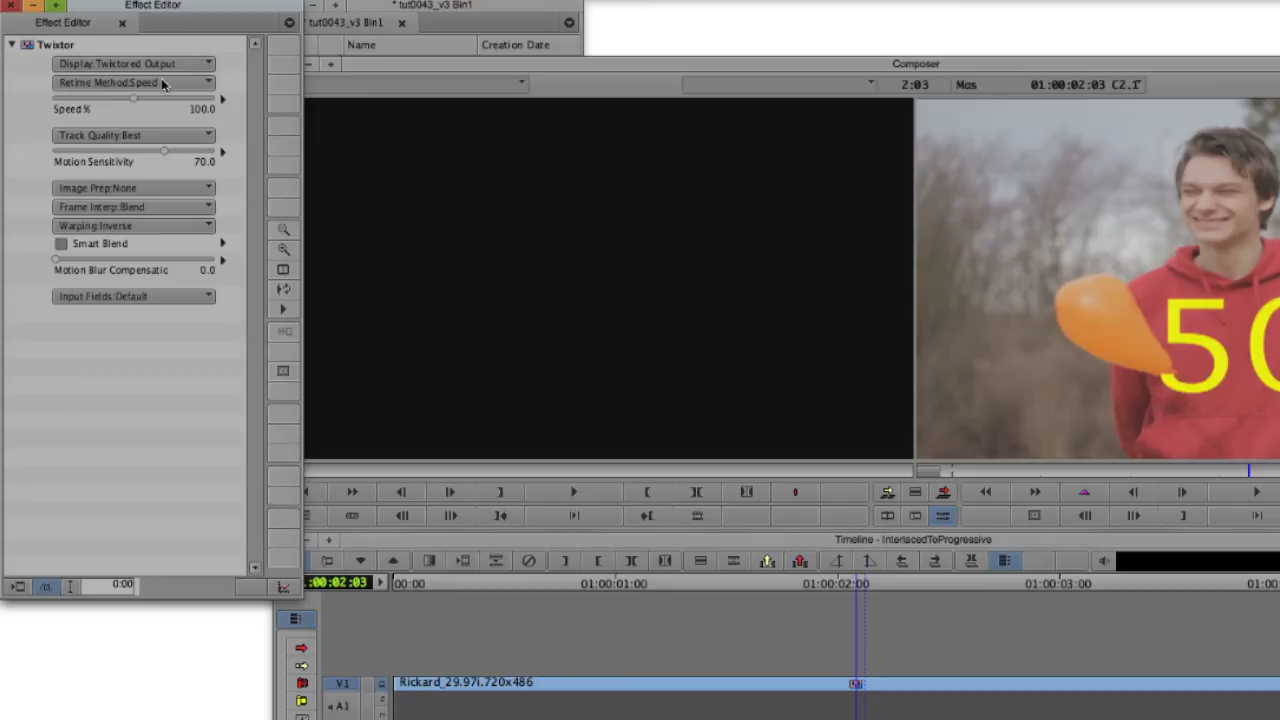 Effect Editor
* tut0043_v3 Bin1
Effect Editor
tut0043_v3 Bin1
Twixtor
Name
Creation Date
Display:Twixtored Output
Composer
Retime Method:Speed
2:03
Mas
01:00:02:03 C2.1
Speed %
100.0
Track Quality:Best
Motion Sensitivity
70.0
Image Prep:None
Frame Interp:Blend
Warping:Inverse
Smart Blend
Motion Blur Compensatic
0.0
Input Fields:Default
HQ
50
Timeline - InterlacedToProgressive
0:00
:00:02:03
00:00
01:00:01:00
01:00:02:00
01:00:03:00
01:00
V1
Rickard_29.97i.720x486
A1